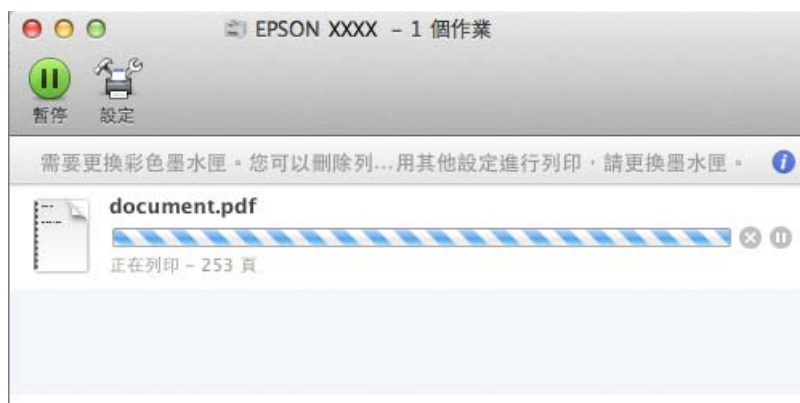 EPSON XXXX – 1 個作業
暫停 設定
需要更換彩色墨水匣。您可以刪除列...用其他設定進行列印，請更換墨水匣。
document.pdf
正在列印 – 253 頁